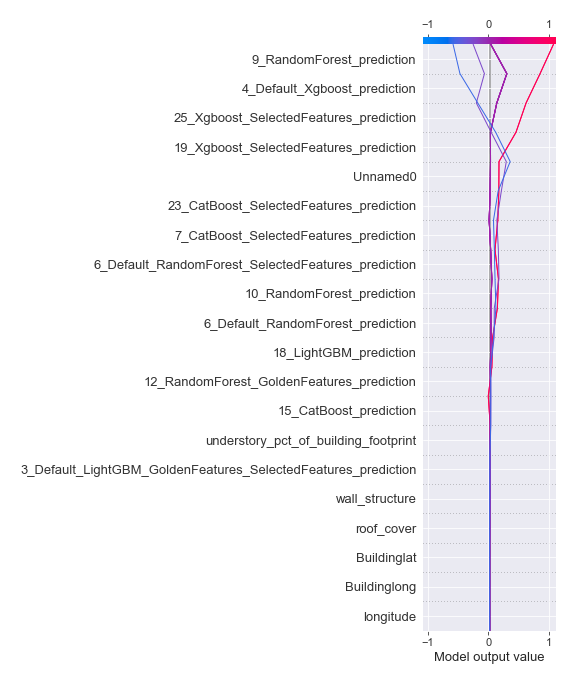 −1 0 1
9_RandomForest_prediction
4_Default_Xgboost_prediction
25_Xgboost_SelectedFeatures_prediction
19_Xgboost_SelectedFeatures_prediction
Unnamed0
23_CatBoost_SelectedFeatures_prediction
7_CatBoost_SelectedFeatures_prediction
6_Default_RandomForest_SelectedFeatures_prediction
10_RandomForest_prediction
6_Default_RandomForest_prediction
18_LightGBM_prediction
12_RandomForest_GoldenFeatures_prediction
15_CatBoost_prediction
understory_pct_of_building_footprint
3_Default_LightGBM_GoldenFeatures_SelectedFeatures_prediction
wall_structure
roof_cover
Buildinglat
Buildinglong
longitude
−1 0 1
Model output value